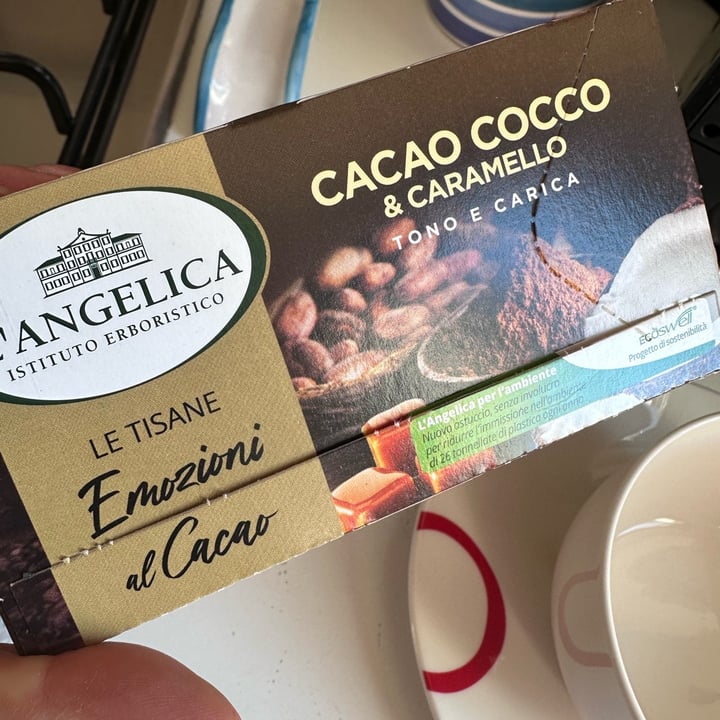 L'ANGELICA
ISTITUTO ERBORISTICO
LE TISANE
Emozioni
al Cacao
CACAO COCCO
& CARAMELLO
TONO E CARICA
L'Angelica per l'ambiente
Nuovo astuccio, senza involucro
per ridurre l'immissione nell'ambiente
di 26 tonnellate di plastica ogni anno
ecoswell
Progetto di sostenibilità